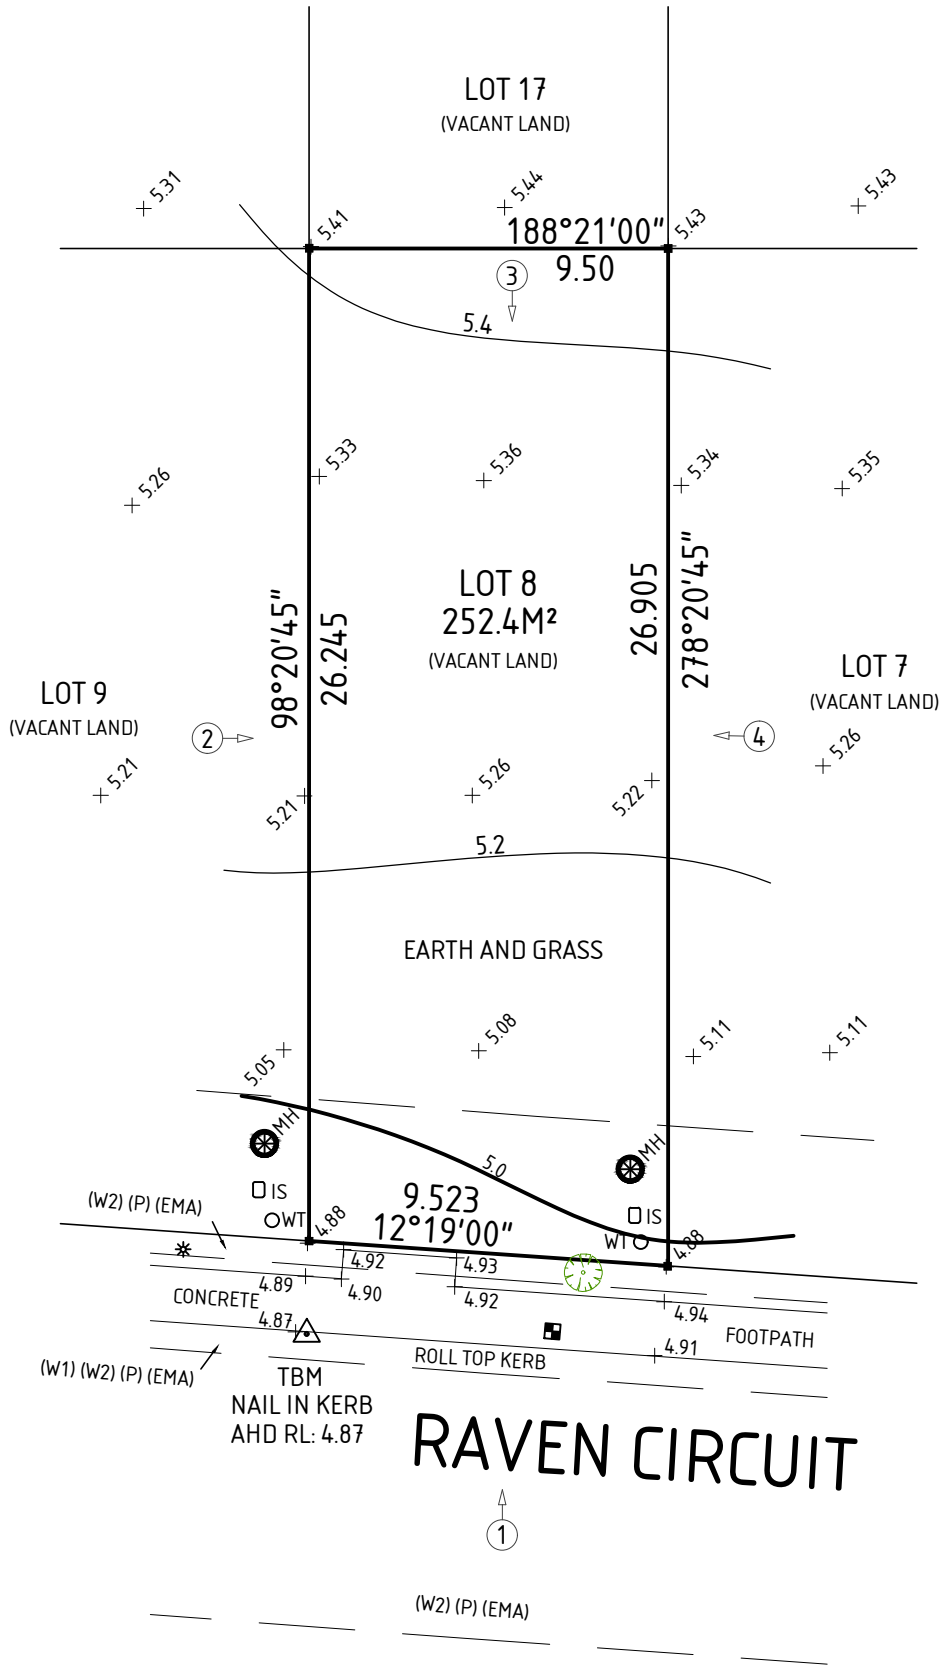 LOT 17
(VACANT LAND)
5.31
5.44
5.43
5.41
188°21'00"
5.43
9.50
3
5.4
5.33
5.36
5.34
5.35
5.26
LOT 8
252.4M²
(VACANT LAND)
98°20'45"
26.245
26.905
278°20'45"
LOT 9
(VACANT LAND)
LOT 7
(VACANT LAND)
2
4
5.21
5.21
5.26
5.22
5.26
5.2
EARTH AND GRASS
5.05
5.08
5.11
5.11
MH
MH
5.0
IS
WT
IS
WT
(W2) (P) (EMA)
4.88
9.523
12°19'00"
4.88
4.92
4.93
4.89
4.90
4.92
4.94
CONCRETE
FOOTPATH
4.87
4.91
ROLL TOP KERB
(W1) (W2) (P) (EMA)
TBM
NAIL IN KERB
AHD RL: 4.87
RAVEN CIRCUIT
1
(W2) (P) (EMA)